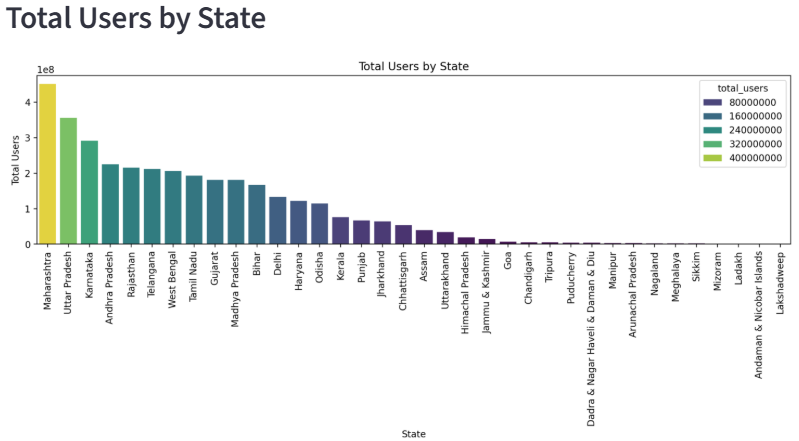 Total Users by State
Total Users by State
1e8
4
3
2
1
0
Total Users
total_users
80000000
160000000
240000000
320000000
400000000
Maharashtra
Uttar Pradesh
Karnataka
Andhra Pradesh
Rajasthan
Telangana
West Bengal
Tamil Nadu
Gujarat
Madhya Pradesh
Bihar
Delhi
Haryana
Odisha
Kerala
Punjab
Jharkhand
Chhattisgarh
Assam
Uttarakhand
Himachal Pradesh
Jammu & Kashmir
Goa
Chandigarh
Tripura
Puducherry
Dadra & Nagar Haveli & Daman & Diu
Manipur
Arunachal Pradesh
Nagaland
Meghalaya
Sikkim
Mizoram
Ladakh
Andaman & Nicobar Islands
Lakshadweep
State